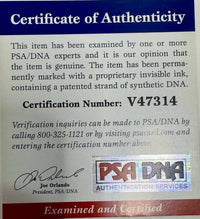 Certificate of Authenticity
This item has been examined by one or more
PSA/DNA experts and it is our opinion that
the item is genuine. The item has been perma-
nently marked with a proprietary invisible ink,
containing a patented strand of synthetic DNA.
Certification Number: V47314
Verification inquiries can be made to PSA/DNA by
calling 800-325-1121 or by visiting psacard.com and
entering the certification number above.
Joe Orlando
President, PSA/DNA
PSA/DNA
AUTHENTICATION SERVICES
Examined and Certified